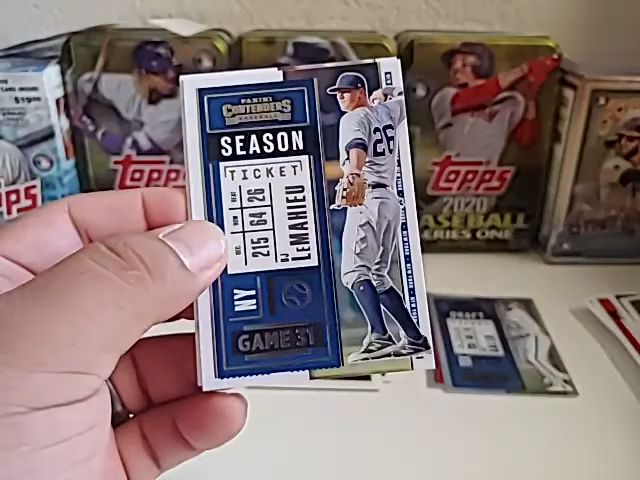 PANINI
CONTENDERS
BASEBALL
SEASON
TICKET
SEC. ROW SEAT
215 64 26
DJ
LeMAHIEU
NY
GAME 31
26
topps
topps
topps
2020
BASEBALL
SERIES ONE
DRAFT